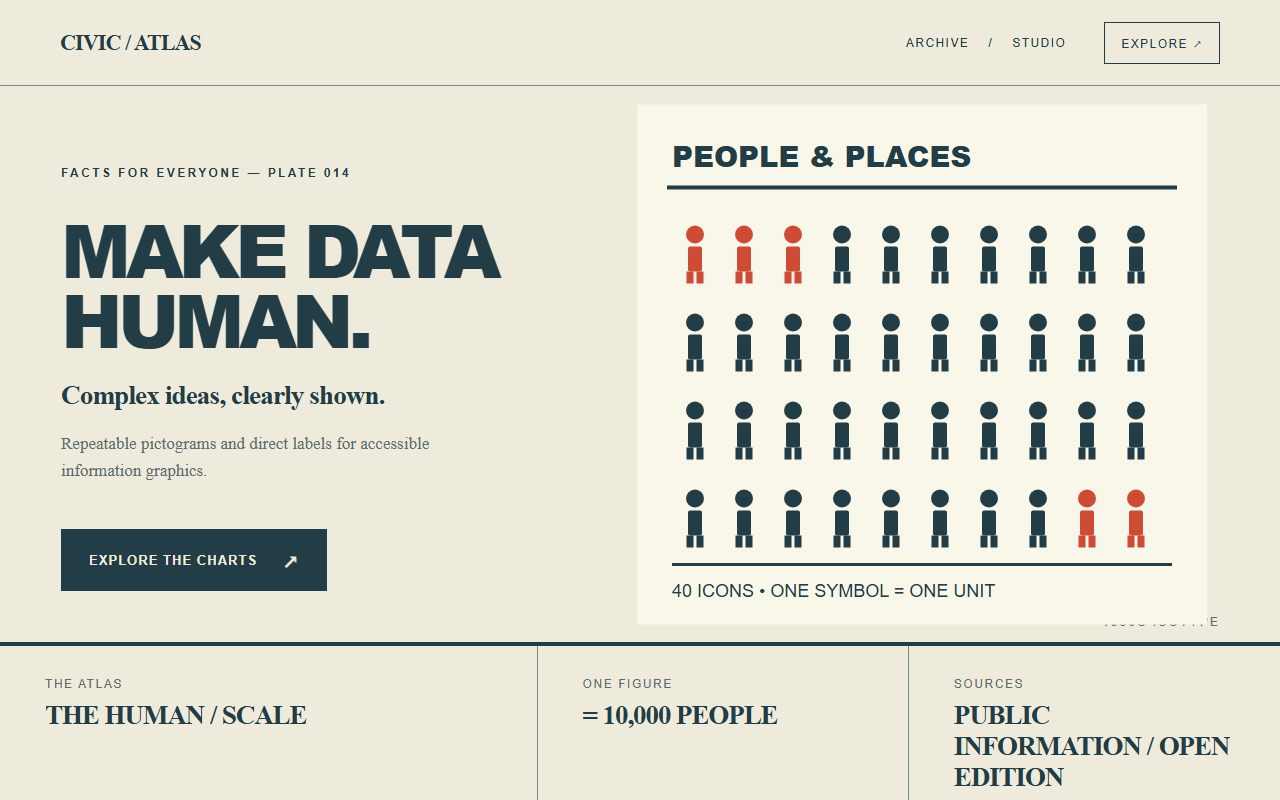 CIVIC / ATLAS
ARCHIVE / STUDIO
EXPLORE ↗
FACTS FOR EVERYONE — PLATE 014
MAKE DATA
HUMAN.
Complex ideas, clearly shown.
Repeatable pictograms and direct labels for accessible
information graphics.
EXPLORE THE CHARTS ↗
PEOPLE & PLACES
40 ICONS • ONE SYMBOL = ONE UNIT
THE ATLAS
THE HUMAN / SCALE
ONE FIGURE
= 10,000 PEOPLE
SOURCES
PUBLIC
INFORMATION / OPEN
EDITION